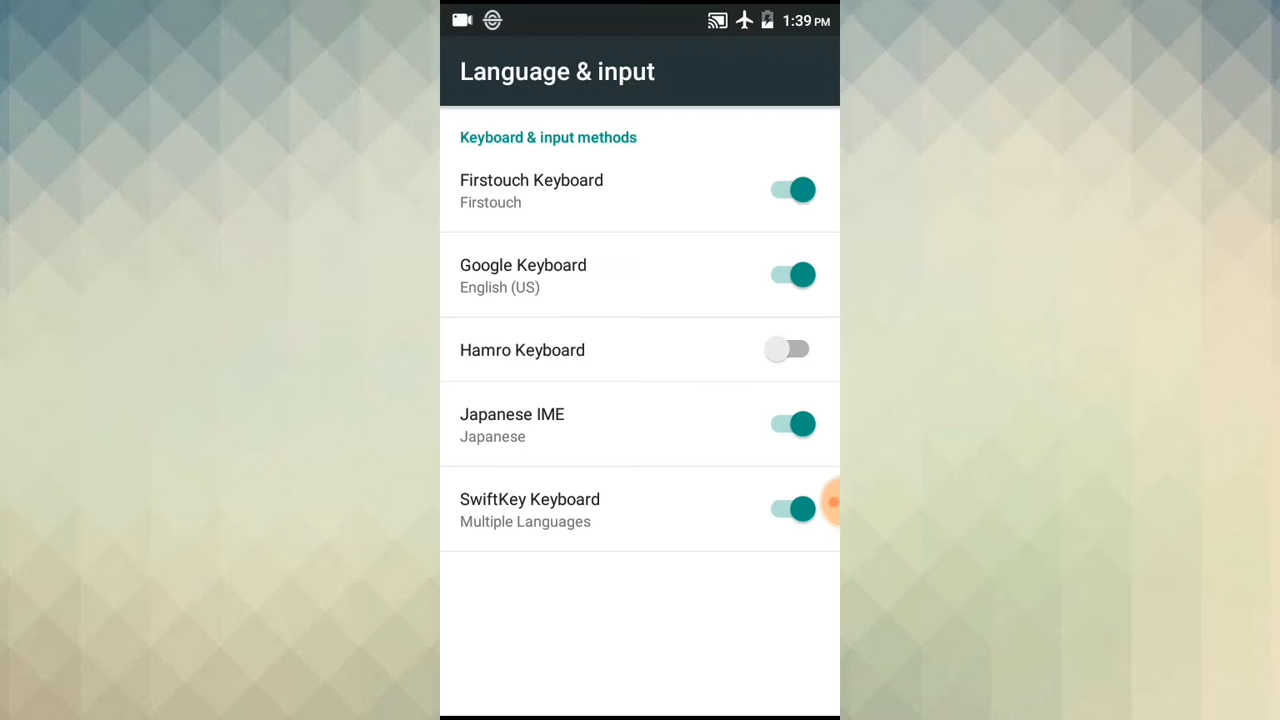 1:39 PM
Language & input
Keyboard & input methods
Firstouch Keyboard
Firstouch
Google Keyboard
English (US)
Hamro Keyboard
Japanese IME
Japanese
SwiftKey Keyboard
Multiple Languages